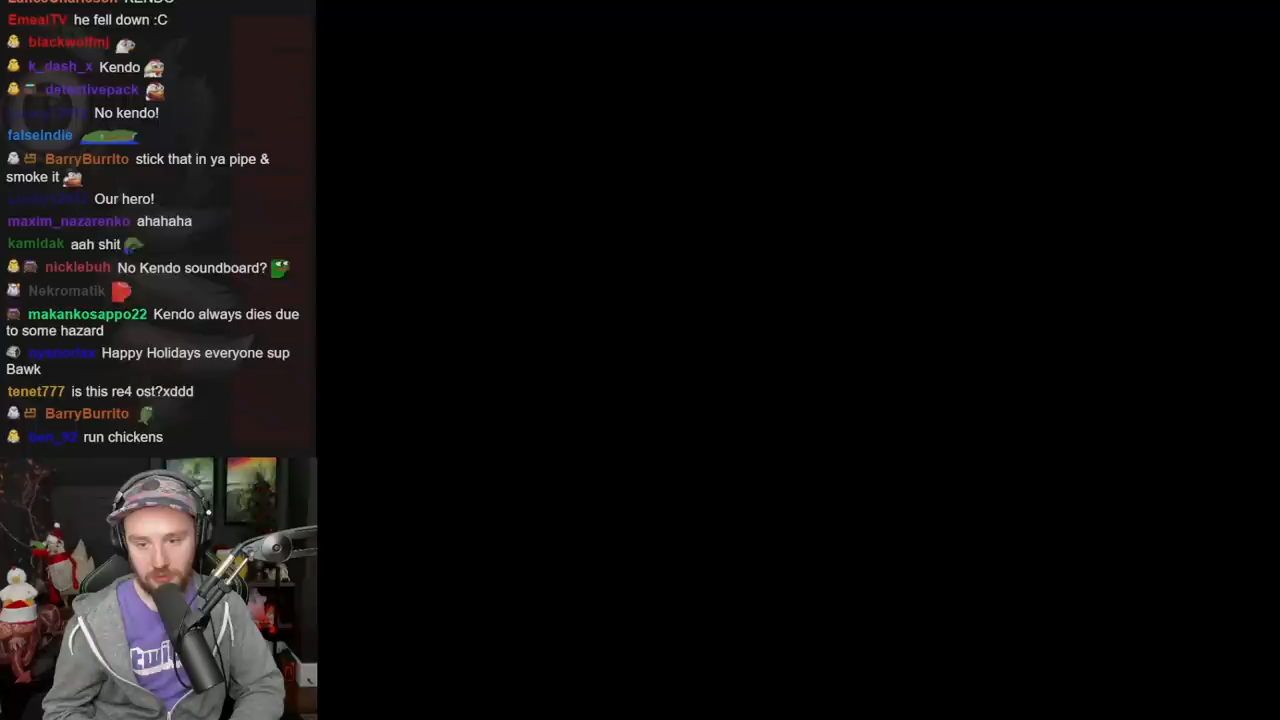 EmealTV he fell down :C
blackwolfmj
k_dash_x Kendo
detectivepack
No kendo!
falseindie
BarryBurrito stick that in ya pipe &
smoke it
Our hero!
maxim_nazarenko ahahaha
kamidak aah shit
nicklebuh No Kendo soundboard?
Nekromatik
makankosappo22 Kendo always dies due
to some hazard
Happy Holidays everyone sup
Bawk
tenet777 is this re4 ost?xddd
BarryBurrito
run chickens